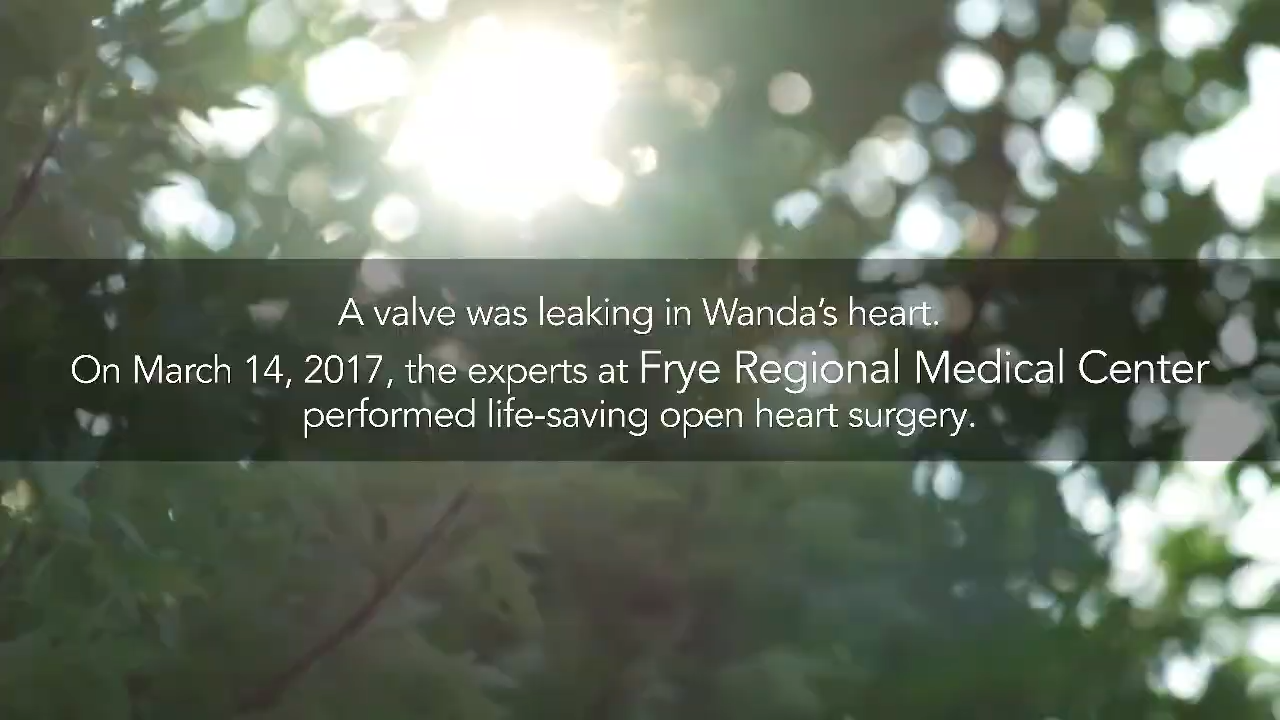 A valve was leaking in Wanda's heart.
On March 14, 2017, the experts at Frye Regional Medical Center
performed life-saving open heart surgery.